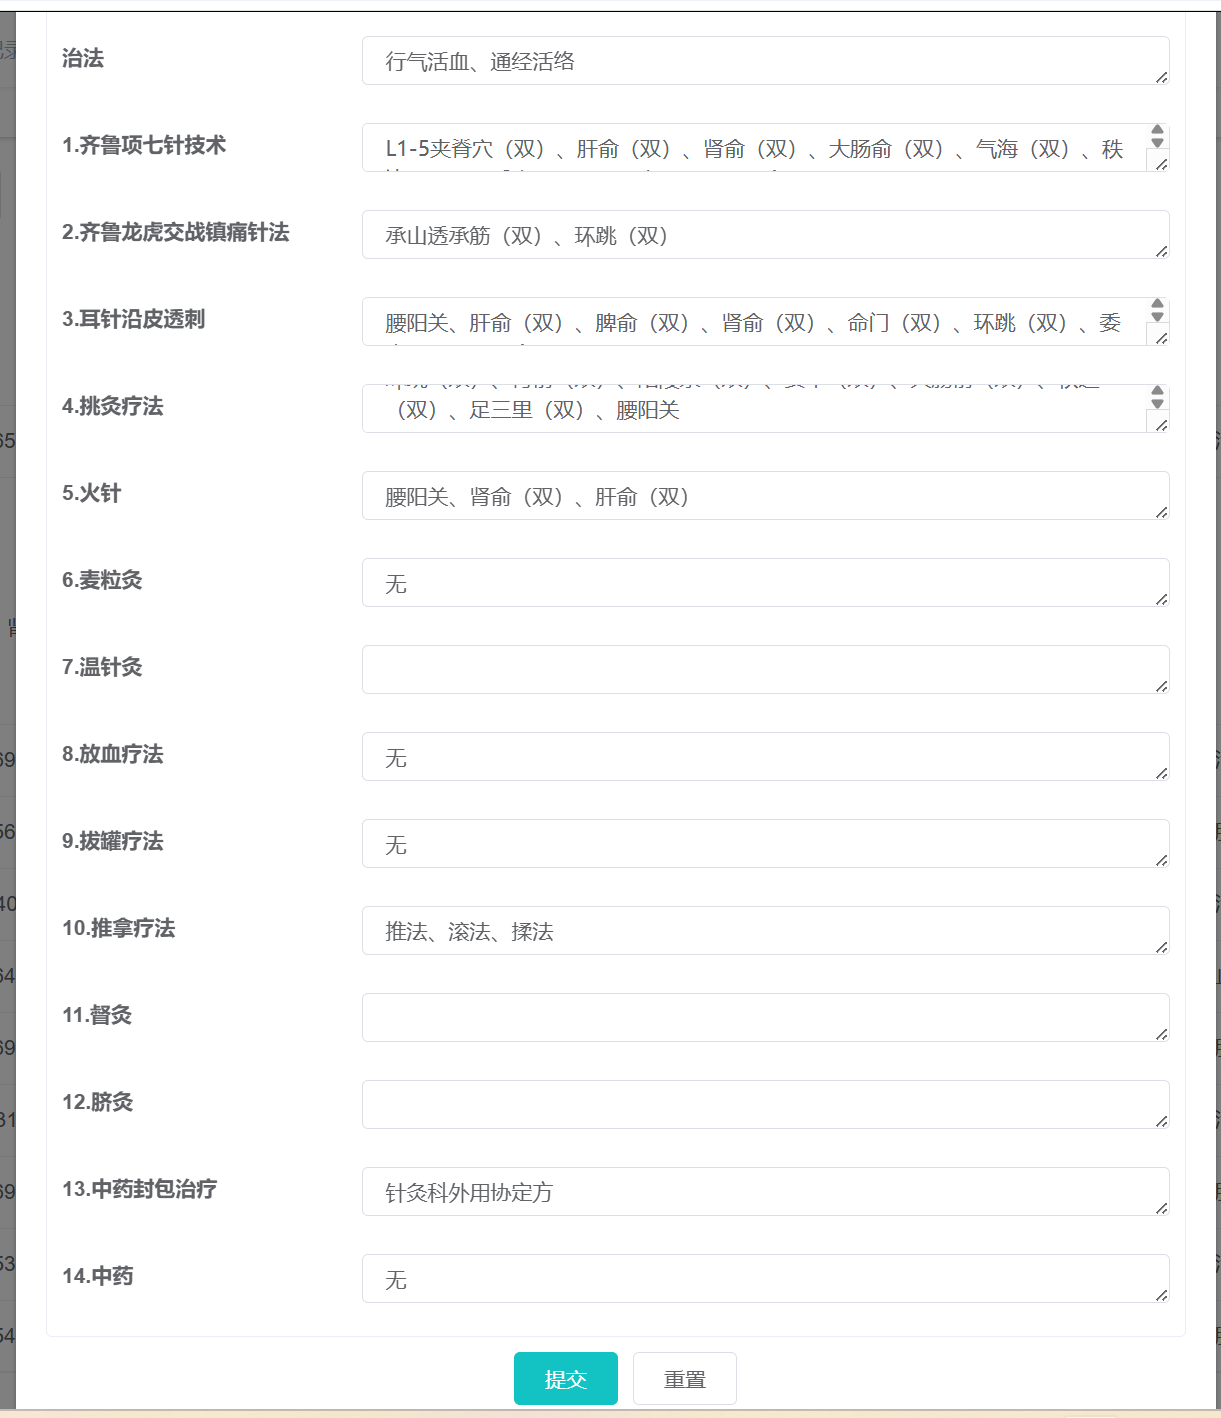 治法
行气活血、通经活络
1.齐鲁项七针技术
L1-5夹脊穴（双）、肝俞（双）、肾俞（双）、大肠俞（双）、气海（双）、秩
2.齐鲁龙虎交战镇痛针法
承山透承筋（双）、环跳（双）
3.耳针沿皮透刺
腰阳关、肝俞（双）、脾俞（双）、肾俞（双）、命门（双）、环跳（双）、委
4.挑灸疗法
（双）、足三里（双）、腰阳关
5.火针
腰阳关、肾俞（双）、肝俞（双）
6.麦粒灸
无
7.温针灸
8.放血疗法
无
9.拔罐疗法
无
10.推拿疗法
推法、滚法、揉法
11.督灸
12.脐灸
13.中药封包治疗
针灸科外用协定方
14.中药
无
提交
重置